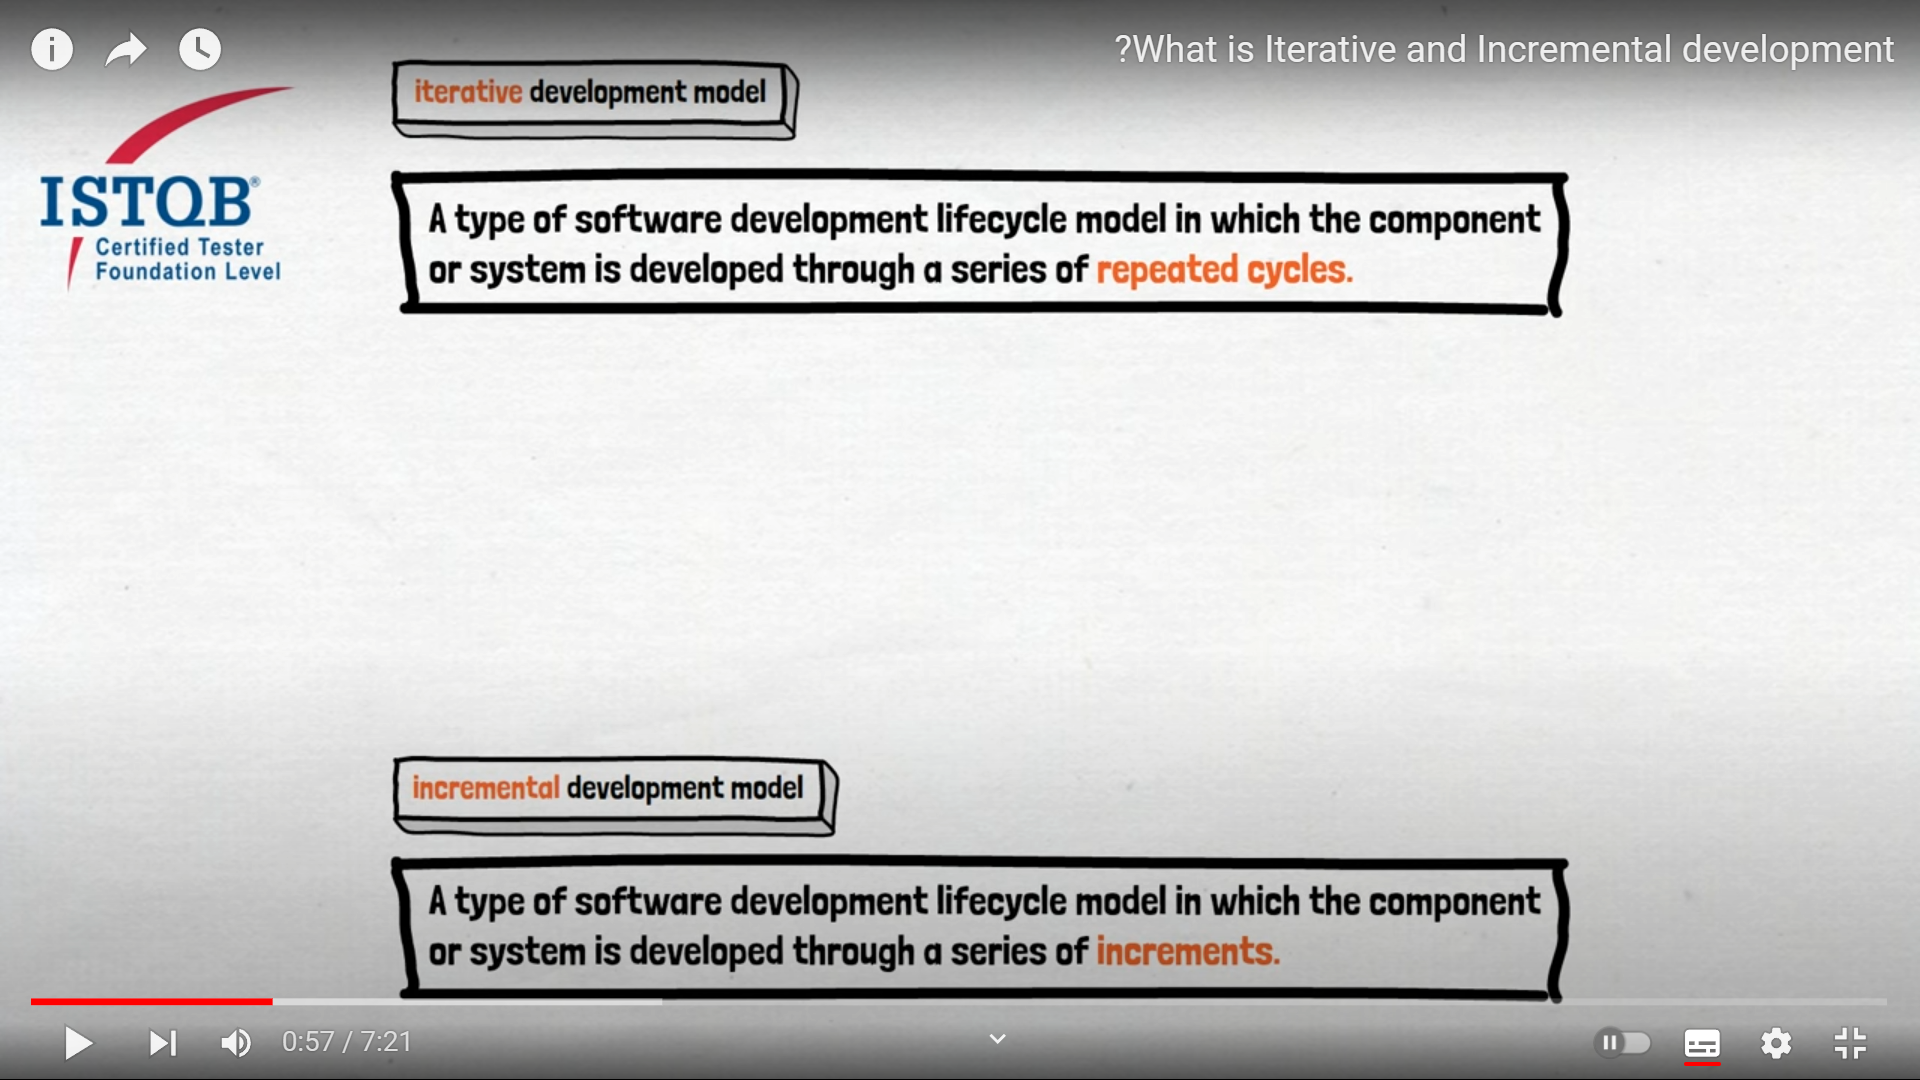 ?What is Iterative and Incremental development
iterative development model
ISTQB®
Certified Tester
Foundation Level
A type of software development lifecycle model in which the component
or system is developed through a series of repeated cycles.
incremental development model
A type of software development lifecycle model in which the component
or system is developed through a series of increments.
0:57 / 7:21